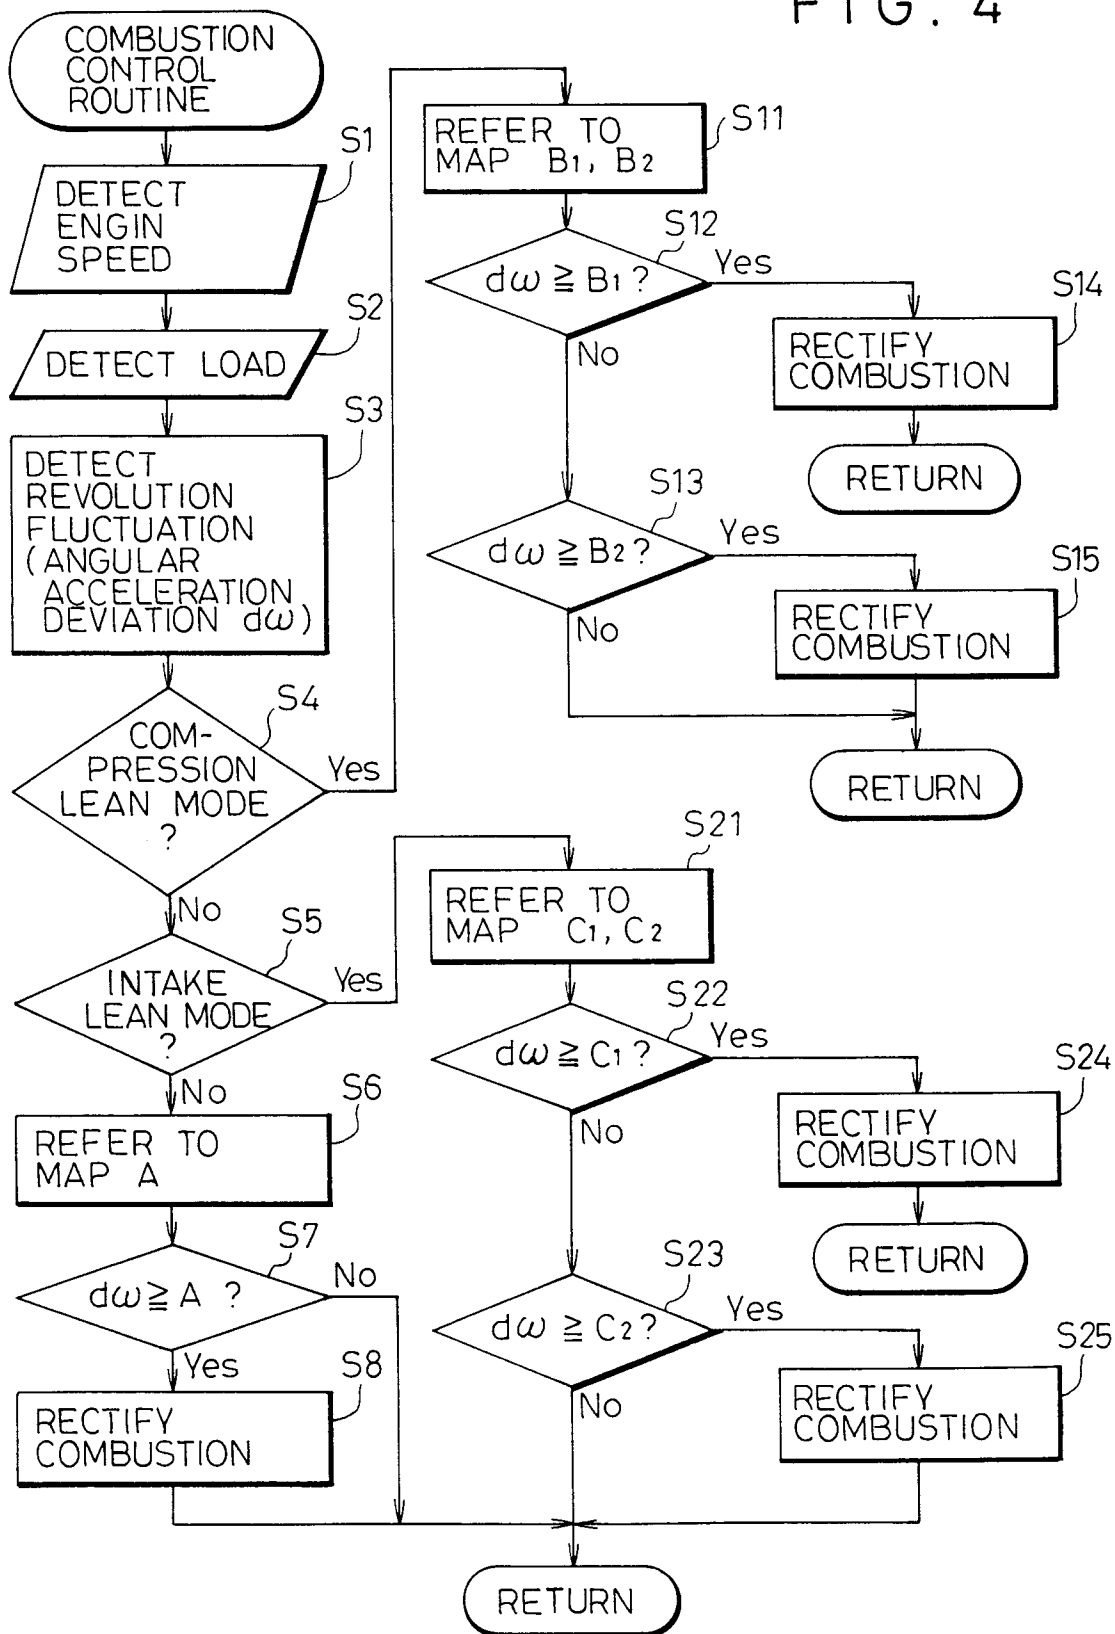 FIG. 4
COMBUSTION
CONTROL
ROUTINE
S1
DETECT
ENGIN
SPEED
S2
DETECT LOAD
S3
DETECT
REVOLUTION
FLUCTUATION
(ANGULAR
ACCELERATION
DEVIATION dω)
S4
COM-
PRESSION
LEAN MODE
?
Yes
No
S5
INTAKE
LEAN MODE
?
Yes
No
S6
REFER TO
MAP A
S7
dω ≧ A ?
No
Yes
S8
RECTIFY
COMBUSTION
S11
REFER TO
MAP B1, B2
S12
dω ≧ B1 ?
Yes
No
S14
RECTIFY
COMBUSTION
RETURN
S13
dω ≧ B2 ?
Yes
No
S15
RECTIFY
COMBUSTION
RETURN
S21
REFER TO
MAP C1, C2
S22
dω ≧ C1 ?
Yes
No
S24
RECTIFY
COMBUSTION
RETURN
S23
dω ≧ C2 ?
Yes
No
S25
RECTIFY
COMBUSTION
RETURN